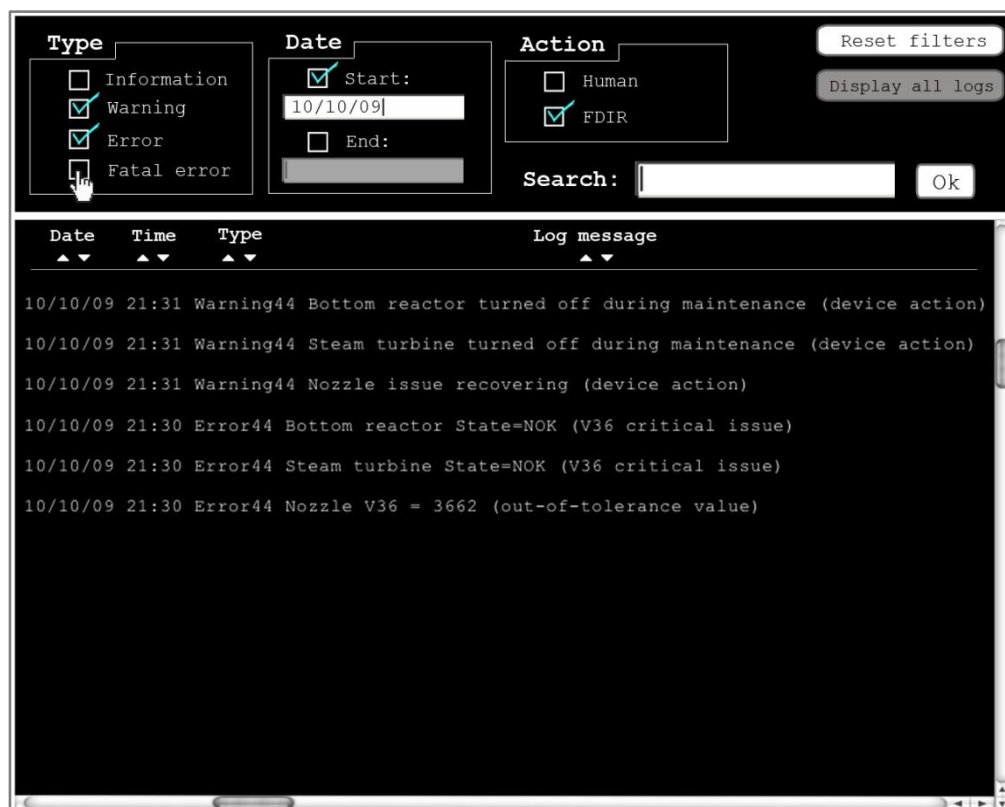 Type
Information
Warning
Error
Fatal error
Date
Start:
10/10/09
End:
Action
Human
FDIR
Reset filters
Display all logs
Search:
Ok
Date Time Type Log message
10/10/09 21:31 Warning44 Bottom reactor turned off during maintenance (device action)
10/10/09 21:31 Warning44 Steam turbine turned off during maintenance (device action)
10/10/09 21:31 Warning44 Nozzle issue recovering (device action)
10/10/09 21:30 Error44 Bottom reactor State=NOK (V36 critical issue)
10/10/09 21:30 Error44 Steam turbine State=NOK (V36 critical issue)
10/10/09 21:30 Error44 Nozzle V36 = 3662 (out-of-tolerance value)